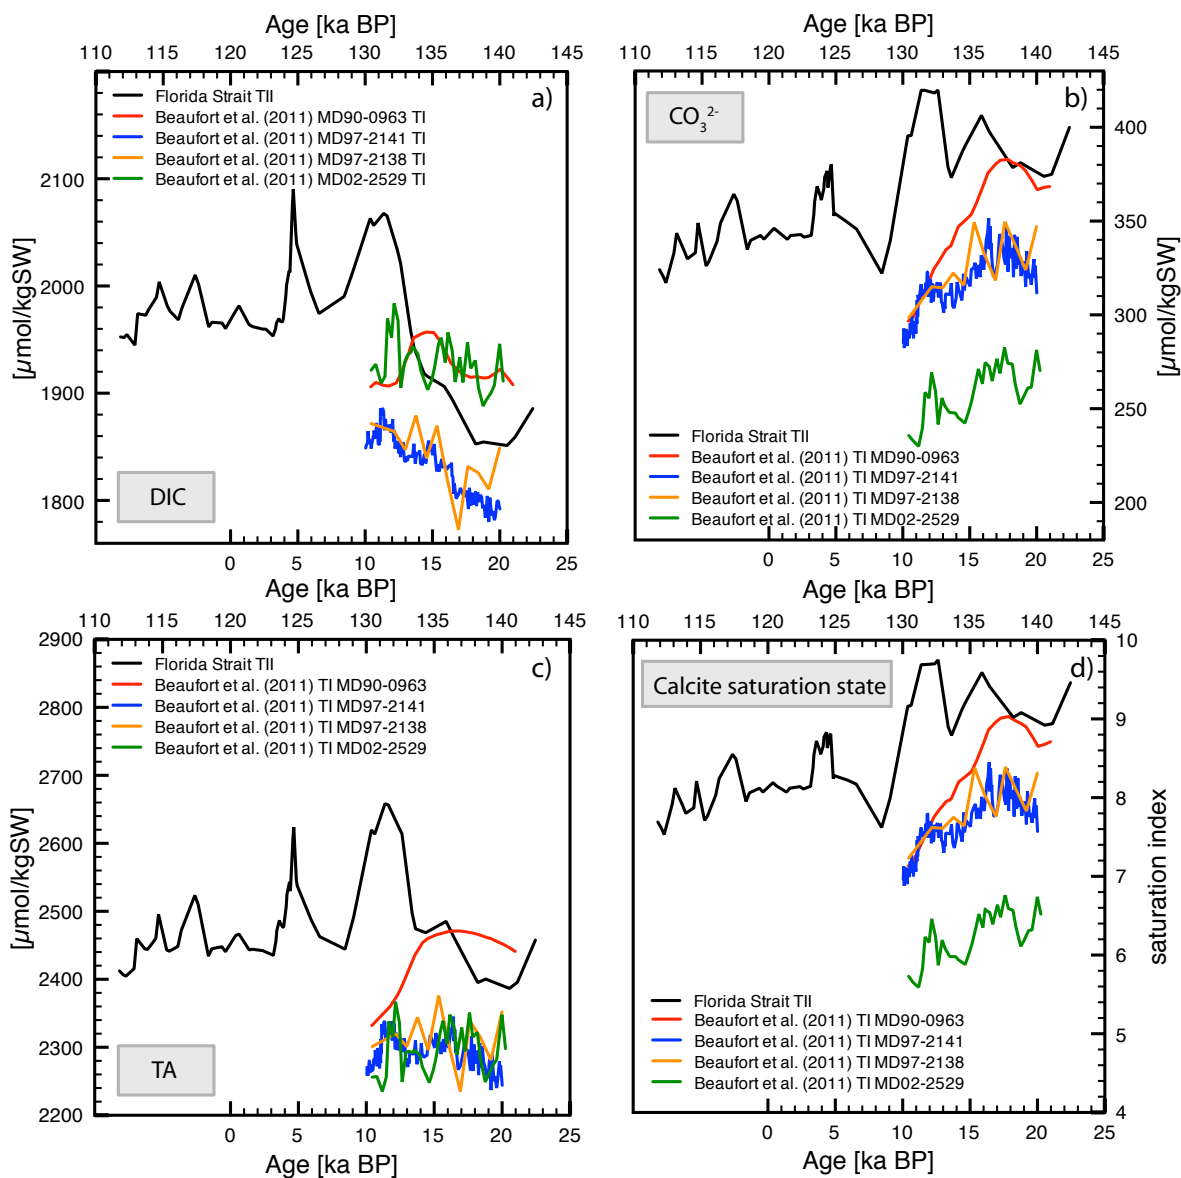 Age [ka BP]
110 115 120 125 130 135 140 145
a)
Florida Strait TII
Beaufort et al. (2011) MD90-0963 TI
Beaufort et al. (2011) MD97-2141 TI
Beaufort et al. (2011) MD97-2138 TI
Beaufort et al. (2011) MD02-2529 TI
2100
2000
1900
1800
[µmol/kgSW]
DIC
0 5 10 15 20 25
Age [ka BP]
Age [ka BP]
110 115 120 125 130 135 140 145
b)
CO₃²⁻
400
350
300
250
200
[µmol/kgSW]
Florida Strait TII
Beaufort et al. (2011) TI MD90-0963
Beaufort et al. (2011) TI MD97-2141
Beaufort et al. (2011) TI MD97-2138
Beaufort et al. (2011) TI MD02-2529
0 5 10 15 20 25
Age [ka BP]
110 115 120 125 130 135 140 145
c)
Florida Strait TII
Beaufort et al. (2011) TI MD90-0963
Beaufort et al. (2011) TI MD97-2141
Beaufort et al. (2011) TI MD97-2138
Beaufort et al. (2011) TI MD02-2529
2900
2800
2700
2600
2500
2400
2300
2200
[µmol/kgSW]
TA
0 5 10 15 20 25
Age [ka BP]
110 115 120 125 130 135 140 145
d)
Calcite saturation state
10
9
8
7
6
5
4
saturation index
Florida Strait TII
Beaufort et al. (2011) TI MD90-0963
Beaufort et al. (2011) TI MD97-2141
Beaufort et al. (2011) TI MD97-2138
Beaufort et al. (2011) TI MD02-2529
0 5 10 15 20 25
Age [ka BP]